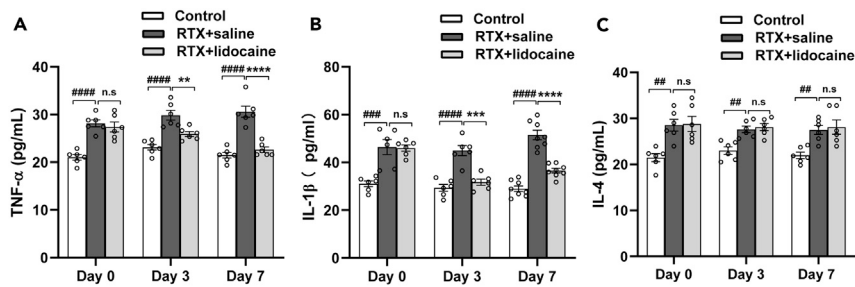 A
Control
RTX+saline
RTX+lidocaine
TNF-α (pg/mL)
40
30
20
10
0
#### n.s
#### **
#### ****
Day 0 Day 3 Day 7
B
Control
RTX+saline
RTX+lidocaine
IL-1β ( pg/ml)
80
60
40
20
0
### n.s
#### ***
#### ****
Day 0 Day 3 Day 7
C
Control
RTX+saline
RTX+lidocaine
IL-4 (pg/mL)
40
30
20
10
0
## n.s
## n.s
## n.s
Day 0 Day 3 Day 7